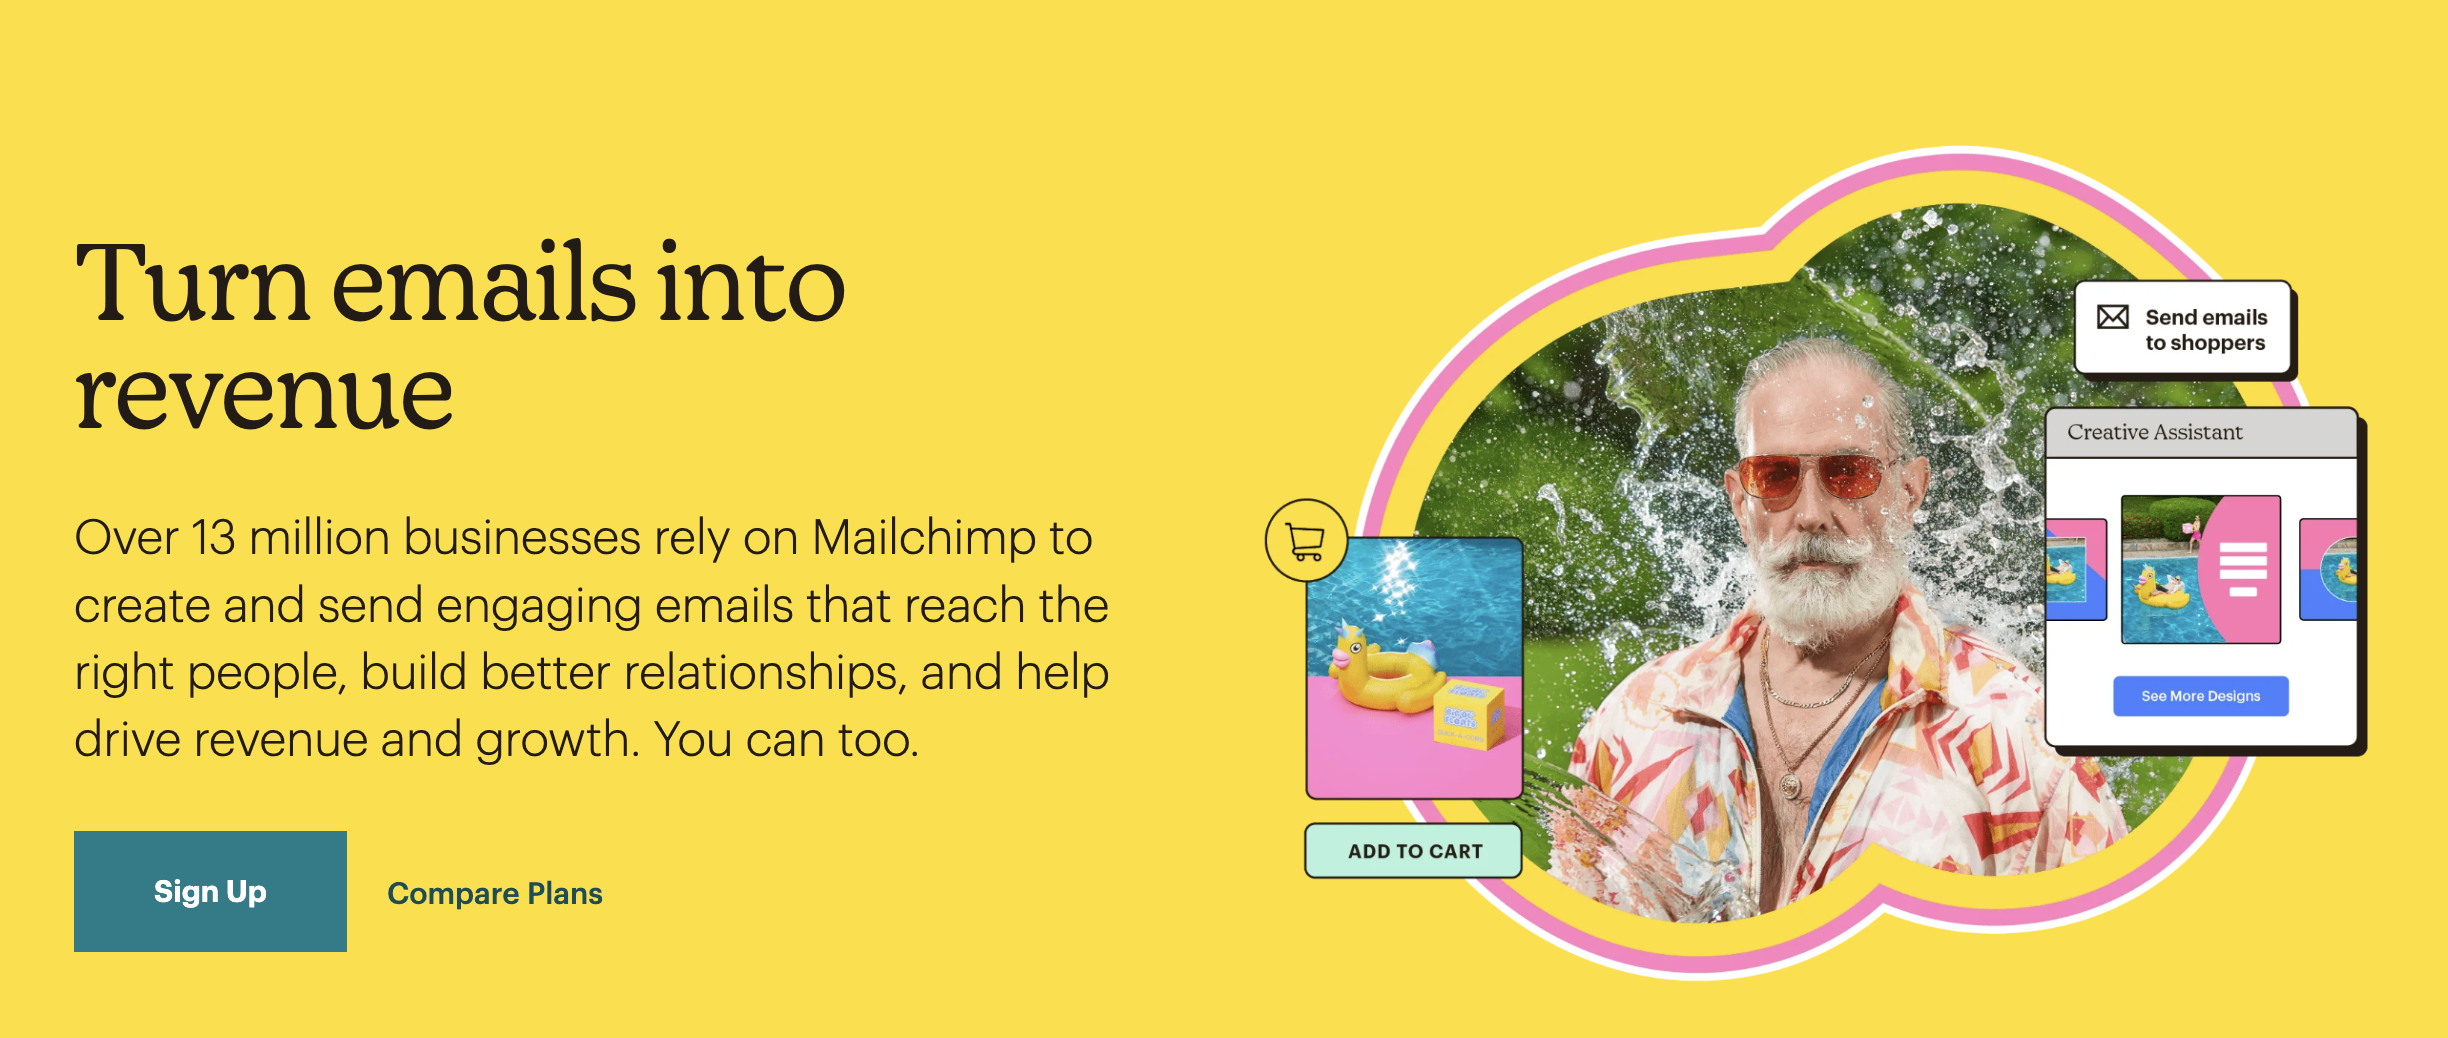 Turn emails into
revenue
Over 13 million businesses rely on Mailchimp to
create and send engaging emails that reach the
right people, build better relationships, and help
drive revenue and growth. You can too.
Sign Up
Compare Plans
Send emails
to shoppers
Creative Assistant
See More Designs
ADD TO CART